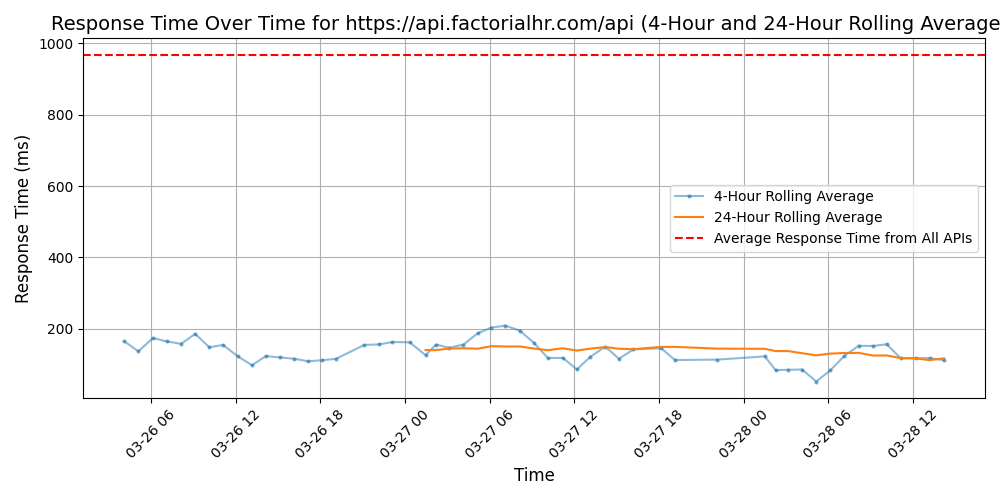 Response Time Over Time for https://api.factorialhr.com/api (4-Hour and 24-Hour Rolling Average
Response Time (ms)
1000
800
600
400
200
4-Hour Rolling Average
24-Hour Rolling Average
Average Response Time from All APIs
03-26 06
03-26 12
03-26 18
03-27 00
03-27 06
03-27 12
03-27 18
03-28 00
03-28 06
03-28 12
Time